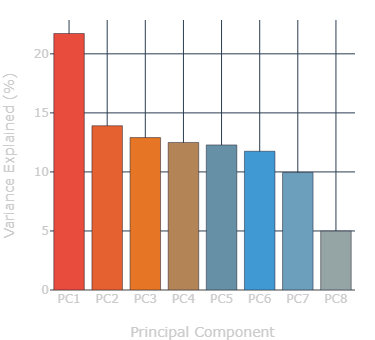 Variance Explained (%)
20
15
10
5
0
PC1 PC2 PC3 PC4 PC5 PC6 PC7 PC8
Principal Component